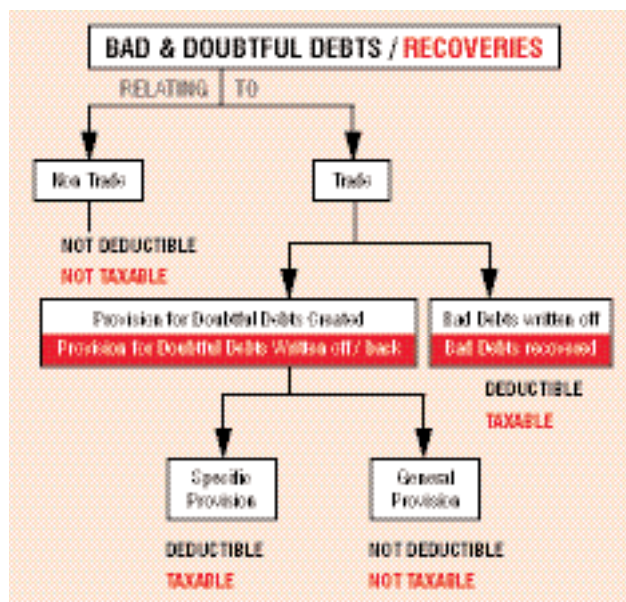 BAD & DOUBTFUL DEBTS / RECOVERIES
RELATING TO
Non Trade
Trade
NOT DEDUCTIBLE
NOT TAXABLE
Provision for Doubtful Debts Created
Provision for Doubtful Debts Written off / back
Bad Debts written off
Bad Debts recovered
DEDUCTIBLE
TAXABLE
Specific
Provision
General
Provision
DEDUCTIBLE
TAXABLE
NOT DEDUCTIBLE
NOT TAXABLE